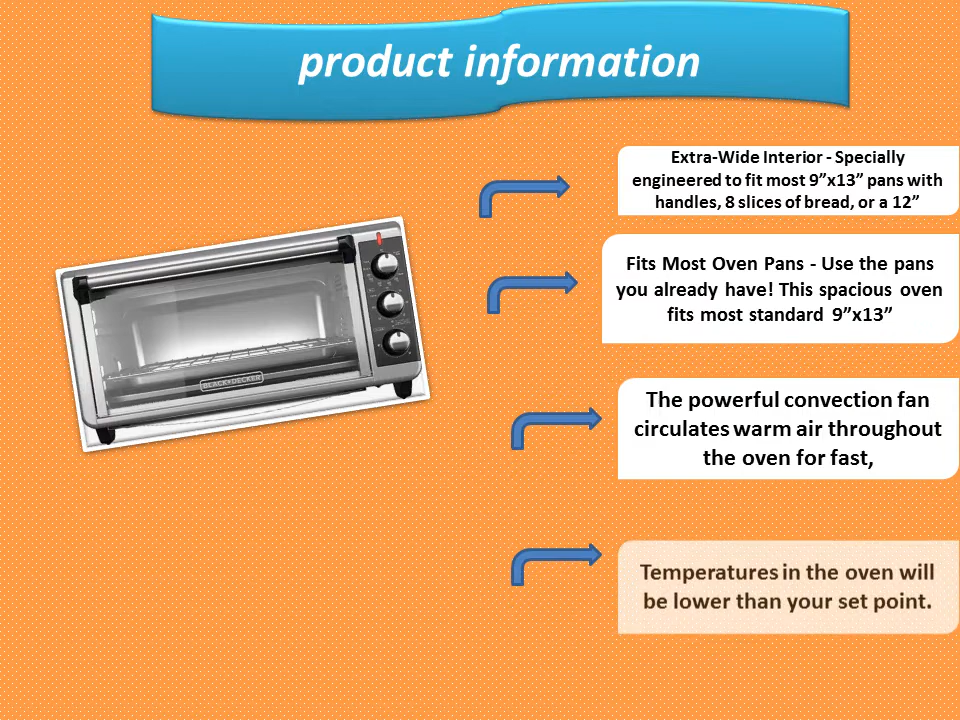 product information
Extra-Wide Interior - Specially
engineered to fit most 9”x13” pans with
handles, 8 slices of bread, or a 12”
Fits Most Oven Pans - Use the pans
you already have! This spacious oven
fits most standard 9”x13”
BLACK+DECKER
The powerful convection fan
circulates warm air throughout
the oven for fast,
Temperatures in the oven will
be lower than your set point.